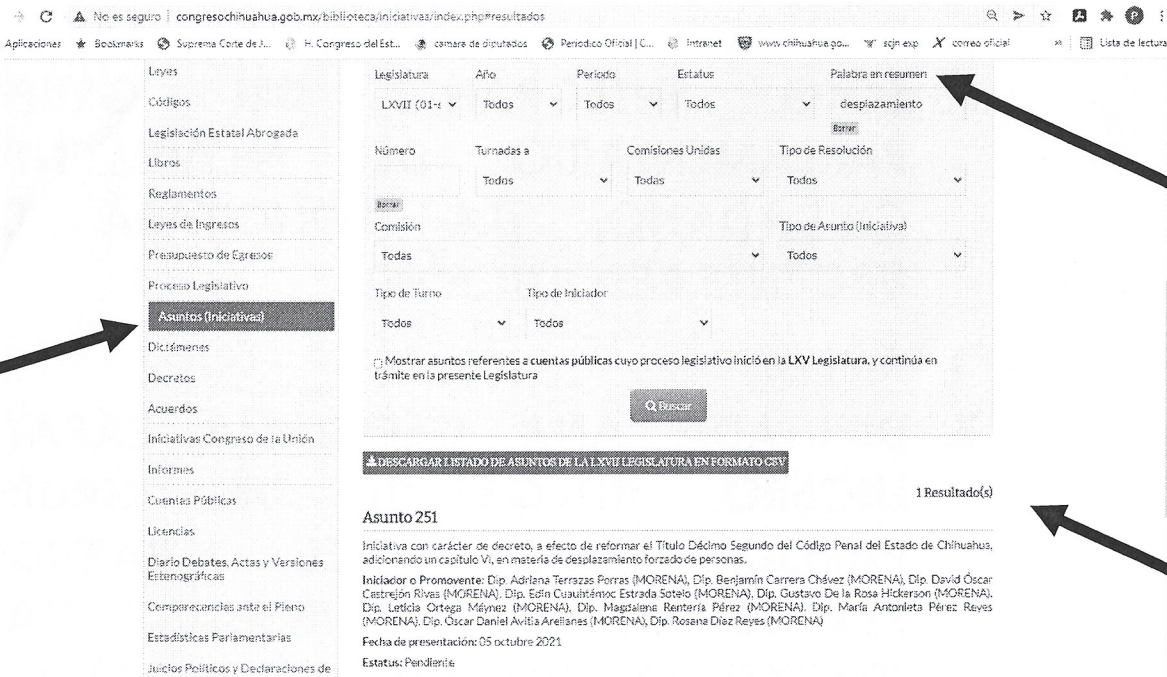 No es seguro | congresochihuahua.gob.mx/biblioteca/iniciativas/index.php#resultados
P
Aplicaciones Bookmarks Suprema Corte de J... H. Congreso del Est... camara de diputados Periodico Oficial | C... Intranet www.chihuahua.go... scjn exp correo oficial » Lista de lectura
Leyes
Códigos
Legislación Estatal Abrogada
Libros
Reglamentos
Leyes de Ingresos
Presupuesto de Egresos
Proceso Legislativo
Asuntos (Iniciativas)
Dictámenes
Decretos
Acuerdos
Iniciativas Congreso de la Unión
Informes
Cuentas Públicas
Licencias
Diario Debates, Actas y Versiones
Estenográficas
Comparecencias ante el Pleno
Estadísticas Parlamentarias
Juicios Políticos y Declaraciones de
Legislatura Año Periodo Estatus Palabra en resumen
LXVII (01-s Todos Todos Todos desplazamiento
Borrar
Número Turnadas a Comisiones Unidas Tipo de Resolución
Todos Todas Todos
Borrar
Comisión Tipo de Asunto (Iniciativa)
Todas Todos
Tipo de Turno Tipo de Iniciador
Todos Todos
Mostrar asuntos referentes a cuentas públicas cuyo proceso legislativo inició en la LXV Legislatura, y continúa en
trámite en la presente Legislatura
Buscar
DESCARGAR LISTADO DE ASUNTOS DE LA LXVII LEGISLATURA EN FORMATO CSV
1 Resultado(s)
Asunto 251
Iniciativa con carácter de decreto, a efecto de reformar el Título Décimo Segundo del Código Penal del Estado de Chihuahua,
adicionando un capítulo VI, en materia de desplazamiento forzado de personas.
Iniciador o Promovente: Dip. Adriana Terrazas Porras (MORENA), Dip. Benjamín Carrera Chávez (MORENA), Dip. David Óscar
Castrejón Rivas (MORENA), Dip. Edin Cuauhtémoc Estrada Sotelo (MORENA), Dip. Gustavo De la Rosa Hickerson (MORENA),
Dip. Leticia Ortega Máynez (MORENA), Dip. Magdalena Rentería Pérez (MORENA), Dip. María Antonieta Pérez Reyes
(MORENA), Dip. Óscar Daniel Avitia Arellanes (MORENA), Dip. Rosana Díaz Reyes (MORENA)
Fecha de presentación: 05 octubre 2021
Estatus: Pendiente